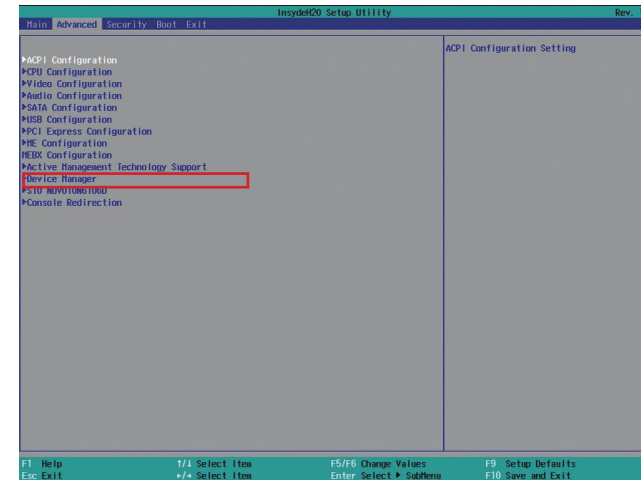 InsydeH2O Setup Utility Rev.
Main Advanced Security Boot Exit
ACPI Configuration Setting
▶ACPI Configuration
▶CPU Configuration
▶Video Configuration
▶Audio Configuration
▶SATA Configuration
▶USB Configuration
▶PCI Express Configuration
▶ME Configuration
MEBX Configuration
▶Active Management Technology Support
▶Device Manager
▶SIO NUVOTON6106D
▶Console Redirection
F1 Help ↑/↓ Select Item F5/F6 Change Values F9 Setup Defaults
Esc Exit ←/→ Select Item Enter Select ▶ SubMenu F10 Save and Exit